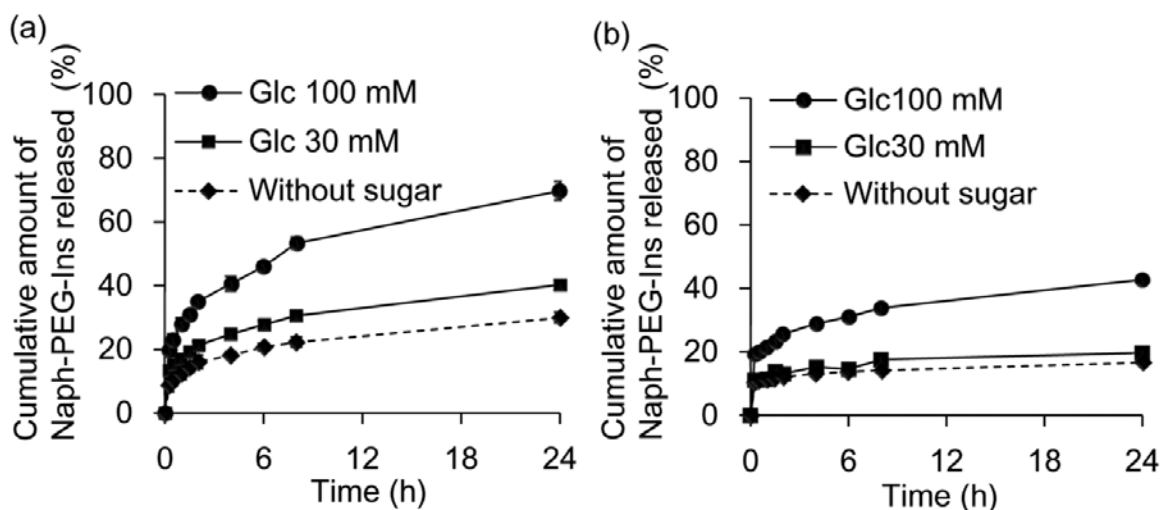 (a)
Cumulative amount of
Naph-PEG-Ins released (%)
100
80
60
40
20
0
Glc 100 mM
Glc 30 mM
Without sugar
0 6 12 18 24
Time (h)
(b)
Cumulative amount of
Naph-PEG-Ins released (%)
100
80
60
40
20
0
Glc100 mM
Glc30 mM
Without sugar
0 6 12 18 24
Time (h)